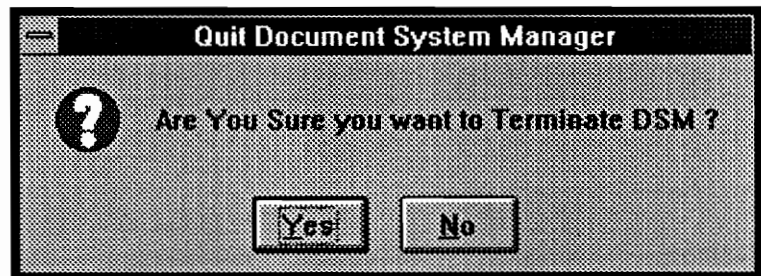 Quit Document System Manager
Are You Sure you want to Terminate DSM ?
Yes No